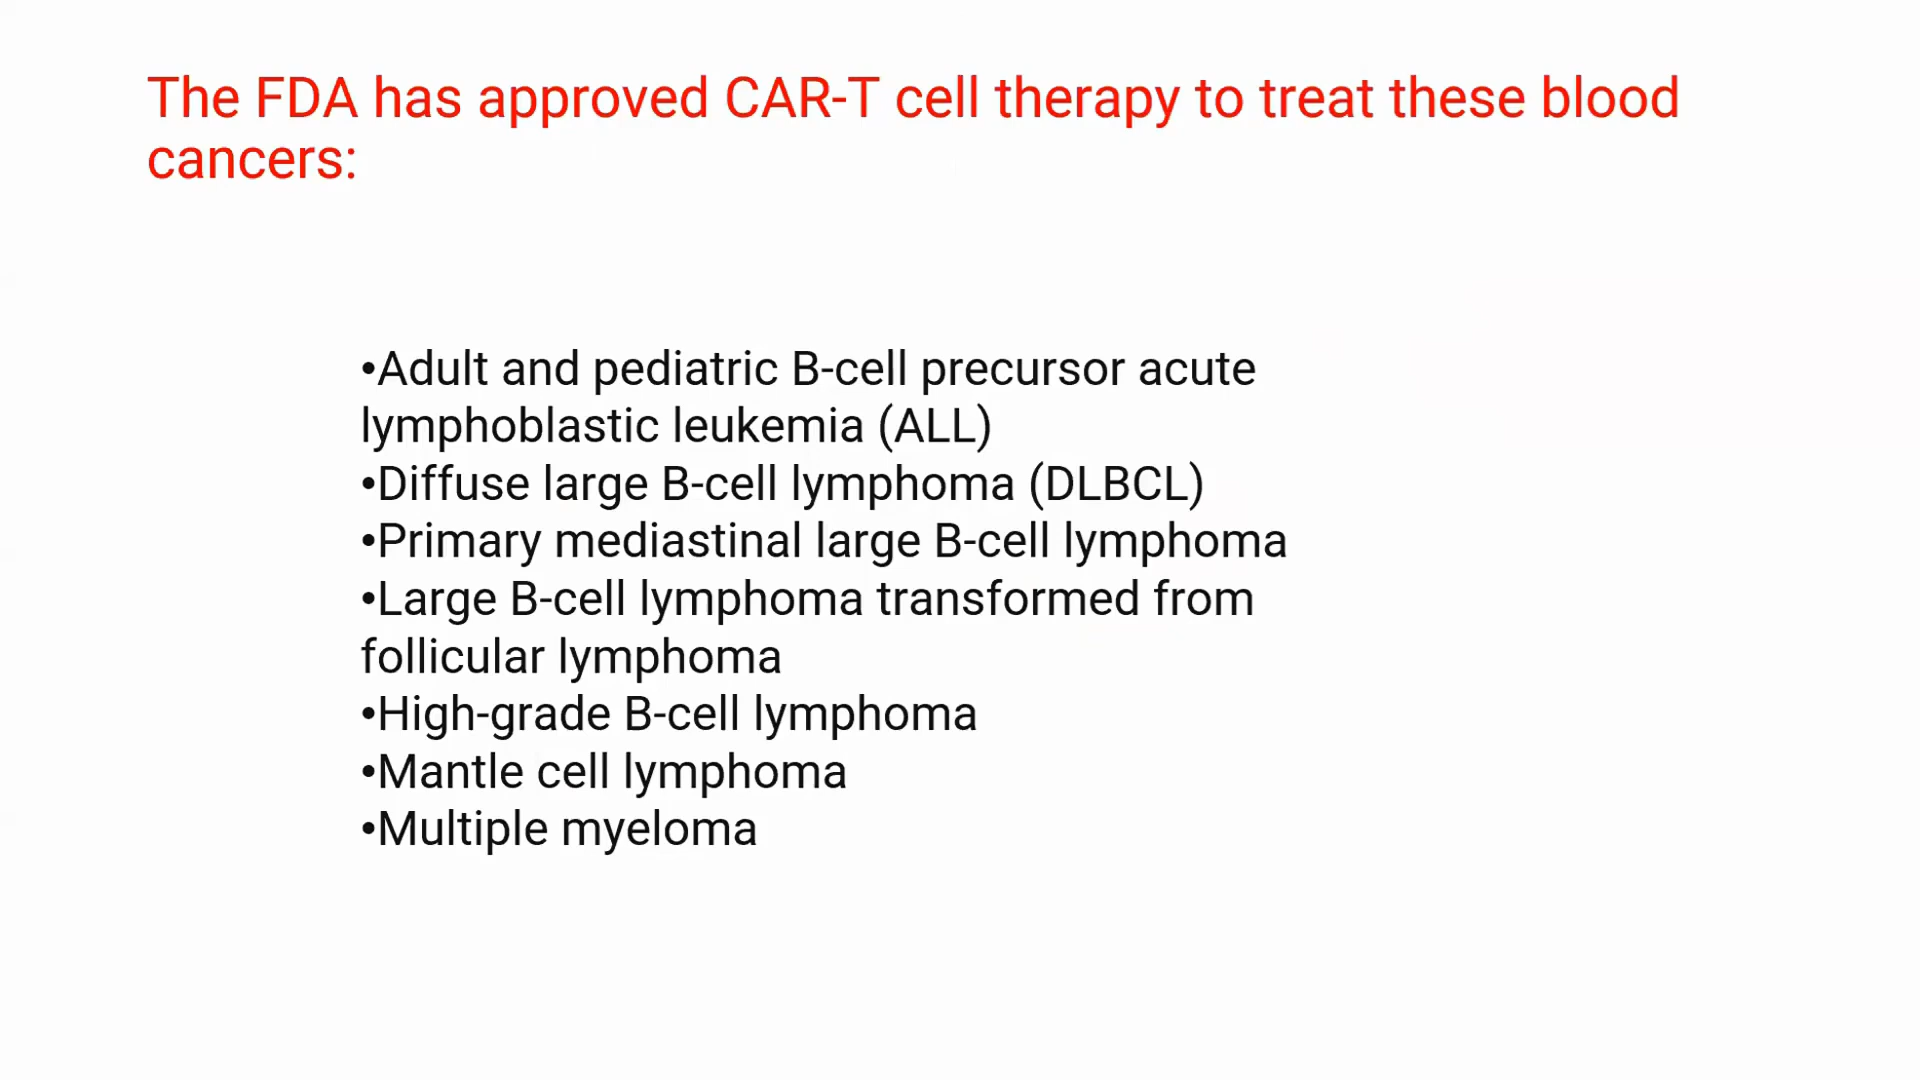 The FDA has approved CAR-T cell therapy to treat these blood
cancers:
•Adult and pediatric B-cell precursor acute
lymphoblastic leukemia (ALL)
•Diffuse large B-cell lymphoma (DLBCL)
•Primary mediastinal large B-cell lymphoma
•Large B-cell lymphoma transformed from
follicular lymphoma
•High-grade B-cell lymphoma
•Mantle cell lymphoma
•Multiple myeloma